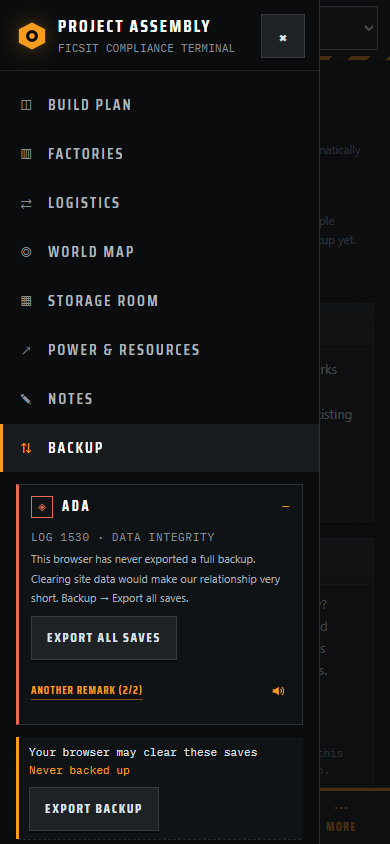 PROJECT ASSEMBLY
FICSIT COMPLIANCE TERMINAL
BUILD PLAN
FACTORIES
LOGISTICS
WORLD MAP
STORAGE ROOM
POWER & RESOURCES
NOTES
BACKUP
ADA
LOG 1530 · DATA INTEGRITY
This browser has never exported a full backup.
Clearing site data would make our relationship very
short. Backup → Export all saves.
EXPORT ALL SAVES
ANOTHER REMARK (2/2)
Your browser may clear these saves
Never backed up
EXPORT BACKUP
MORE